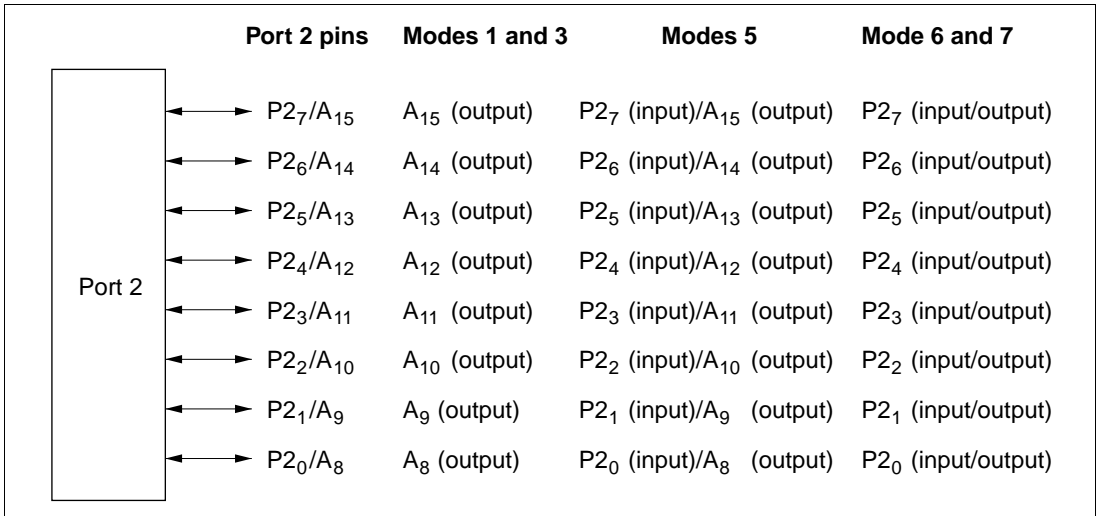 Port 2 pins Modes 1 and 3 Modes 5 Mode 6 and 7
P2₇/A₁₅ A₁₅ (output) P2₇ (input)/A₁₅ (output) P2₇ (input/output)
P2₆/A₁₄ A₁₄ (output) P2₆ (input)/A₁₄ (output) P2₆ (input/output)
P2₅/A₁₃ A₁₃ (output) P2₅ (input)/A₁₃ (output) P2₅ (input/output)
P2₄/A₁₂ A₁₂ (output) P2₄ (input)/A₁₂ (output) P2₄ (input/output)
Port 2
P2₃/A₁₁ A₁₁ (output) P2₃ (input)/A₁₁ (output) P2₃ (input/output)
P2₂/A₁₀ A₁₀ (output) P2₂ (input)/A₁₀ (output) P2₂ (input/output)
P2₁/A₉ A₉ (output) P2₁ (input)/A₉ (output) P2₁ (input/output)
P2₀/A₈ A₈ (output) P2₀ (input)/A₈ (output) P2₀ (input/output)